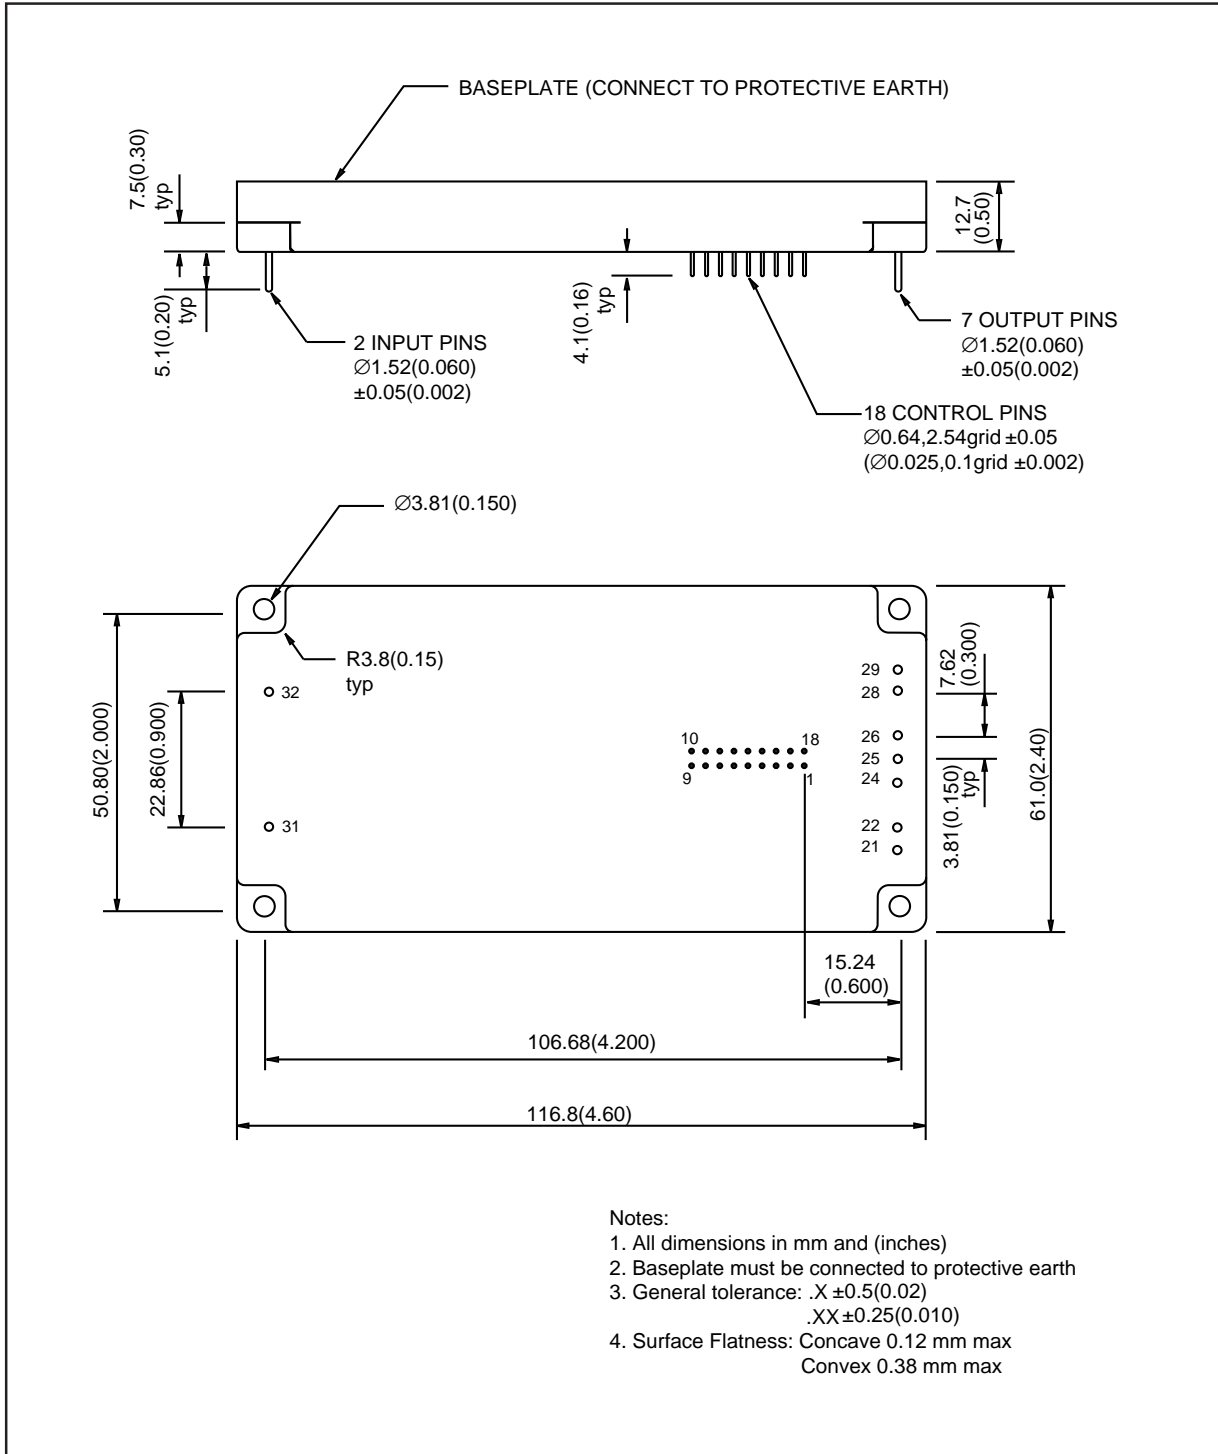 BASEPLATE (CONNECT TO PROTECTIVE EARTH)
7.5(0.30)
typ
12.7
(0.50)
5.1(0.20)
typ
4.1(0.16)
typ
2 INPUT PINS
∅1.52(0.060)
±0.05(0.002)
7 OUTPUT PINS
∅1.52(0.060)
±0.05(0.002)
18 CONTROL PINS
∅0.64,2.54grid ±0.05
(∅0.025,0.1grid ±0.002)
∅3.81(0.150)
R3.8(0.15)
typ
50.80(2.000)
22.86(0.900)
32
31
10
18
9
1
29
28
26
25
24
22
21
7.62
(0.300)
3.81(0.150)
typ
61.0(2.40)
15.24
(0.600)
106.68(4.200)
116.8(4.60)
Notes:
1. All dimensions in mm and (inches)
2. Baseplate must be connected to protective earth
3. General tolerance: .X ±0.5(0.02)
.XX ±0.25(0.010)
4. Surface Flatness: Concave 0.12 mm max
Convex 0.38 mm max